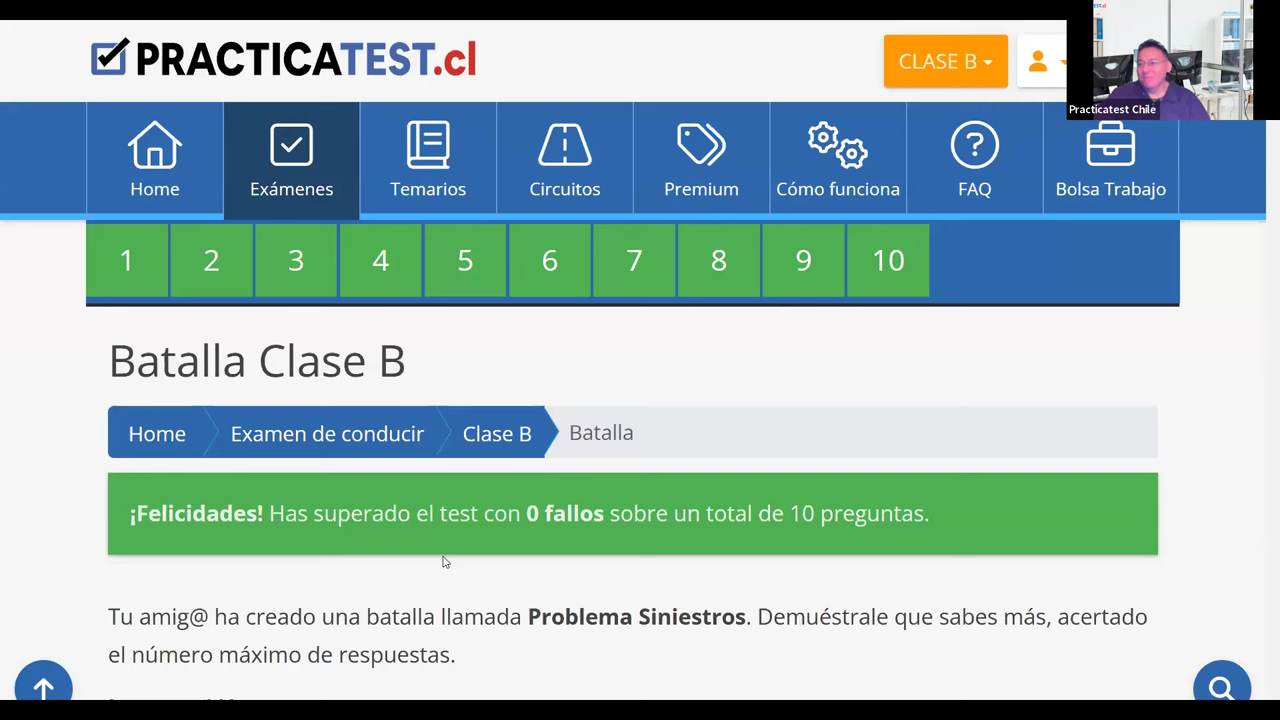 PRACTICATEST.cl
CLASE B
Practicatest Chile
Home
Exámenes
Temarios
Circuitos
Premium
Cómo funciona
FAQ
Bolsa Trabajo
1 2 3 4 5 6 7 8 9 10
Batalla Clase B
Home Examen de conducir Clase B Batalla
¡Felicidades! Has superado el test con 0 fallos sobre un total de 10 preguntas.
Tu amig@ ha creado una batalla llamada Problema Siniestros. Demuéstrale que sabes más, acertado
el número máximo de respuestas.